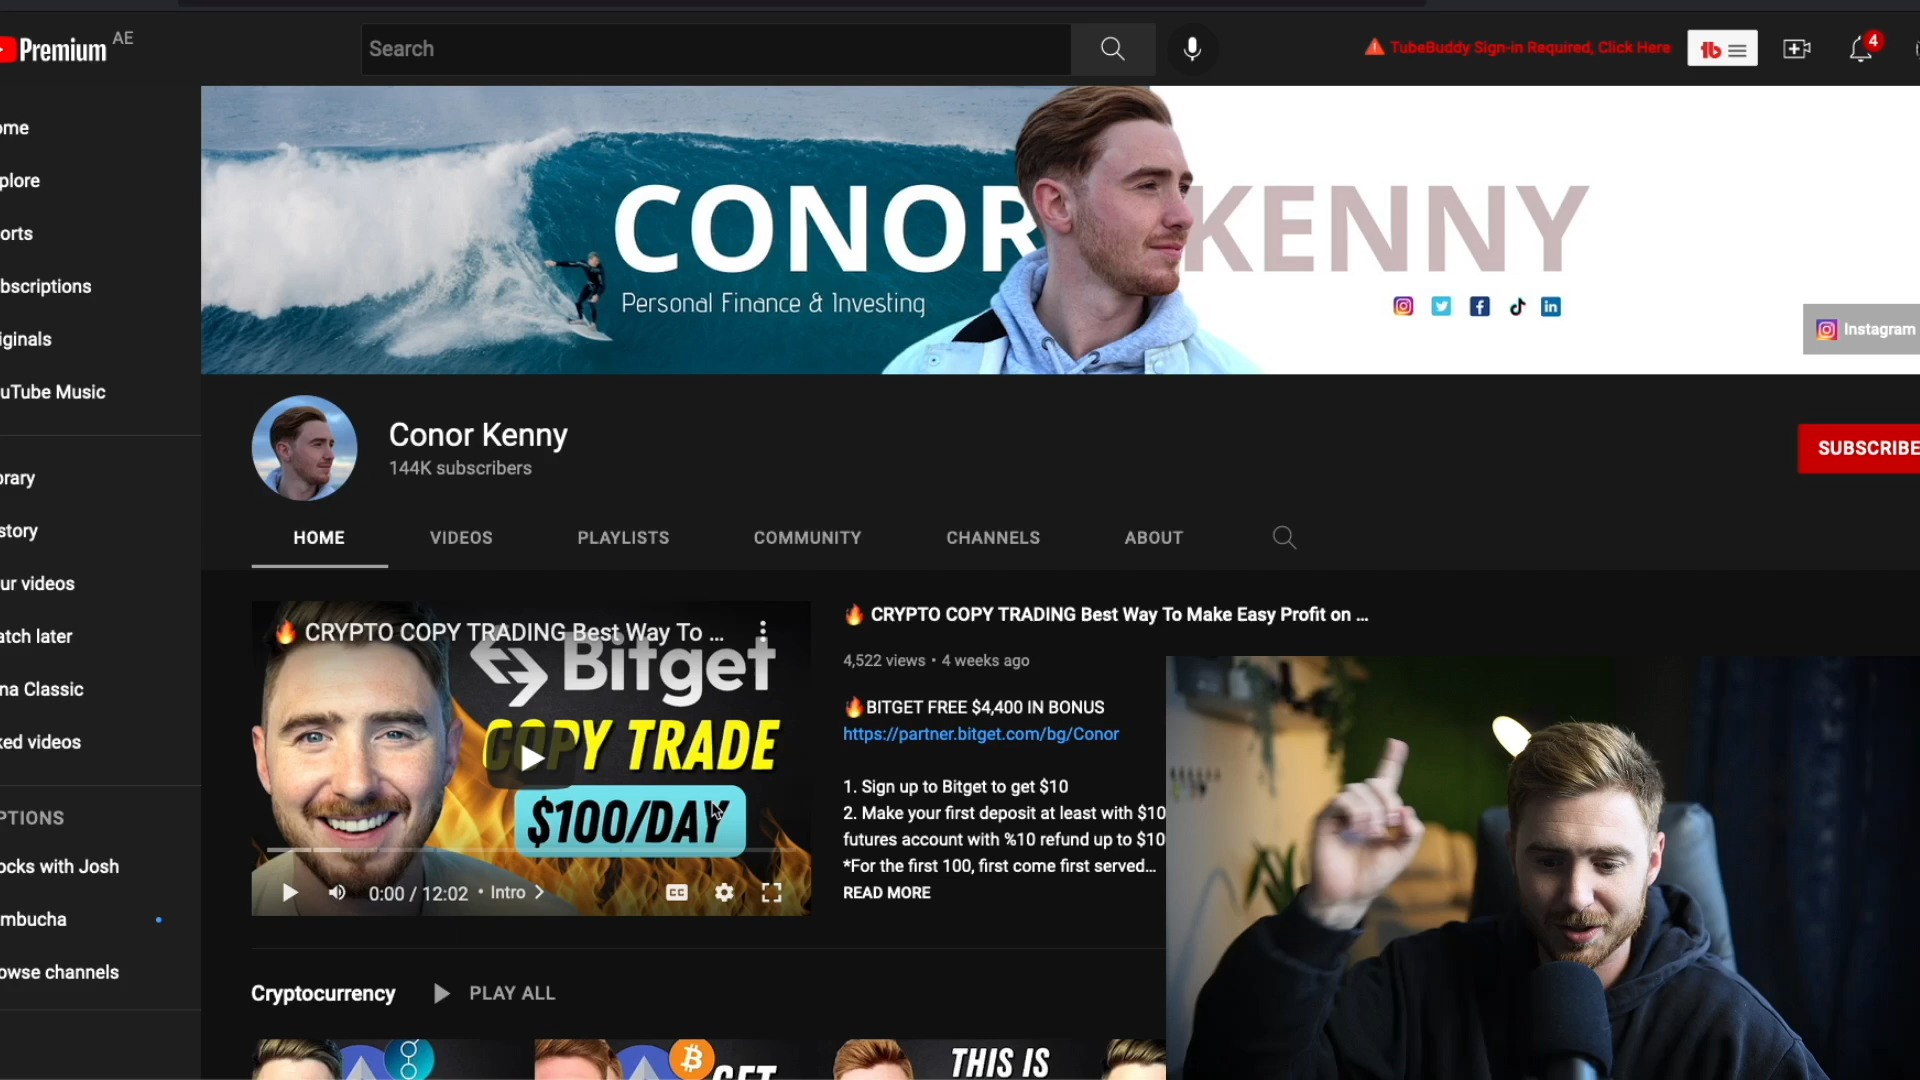 Premium AE
Search
TubeBuddy Sign-in Required, Click Here
tb
4
ome
plore
orts
bscriptions
iginals
uTube Music
rary
story
ur videos
atch later
na Classic
ked videos
PTIONS
ocks with Josh
mbucha
owse channels
CONOR KENNY
Personal Finance & Investing
Instagram
Conor Kenny
144K subscribers
SUBSCRIBE
HOME VIDEOS PLAYLISTS COMMUNITY CHANNELS ABOUT
🔥 CRYPTO COPY TRADING Best Way To ...
Bitget
COPY TRADE
$100/DAY
0:00 / 12:02 • Intro
CC
🔥 CRYPTO COPY TRADING Best Way To Make Easy Profit on ...
4,522 views • 4 weeks ago
🔥BITGET FREE $4,400 IN BONUS
https://partner.bitget.com/bg/Conor
1. Sign up to Bitget to get $10
2. Make your first deposit at least with $10
futures account with %10 refund up to $10
*For the first 100, first come first served...
READ MORE
Cryptocurrency PLAY ALL
GET
THIS IS